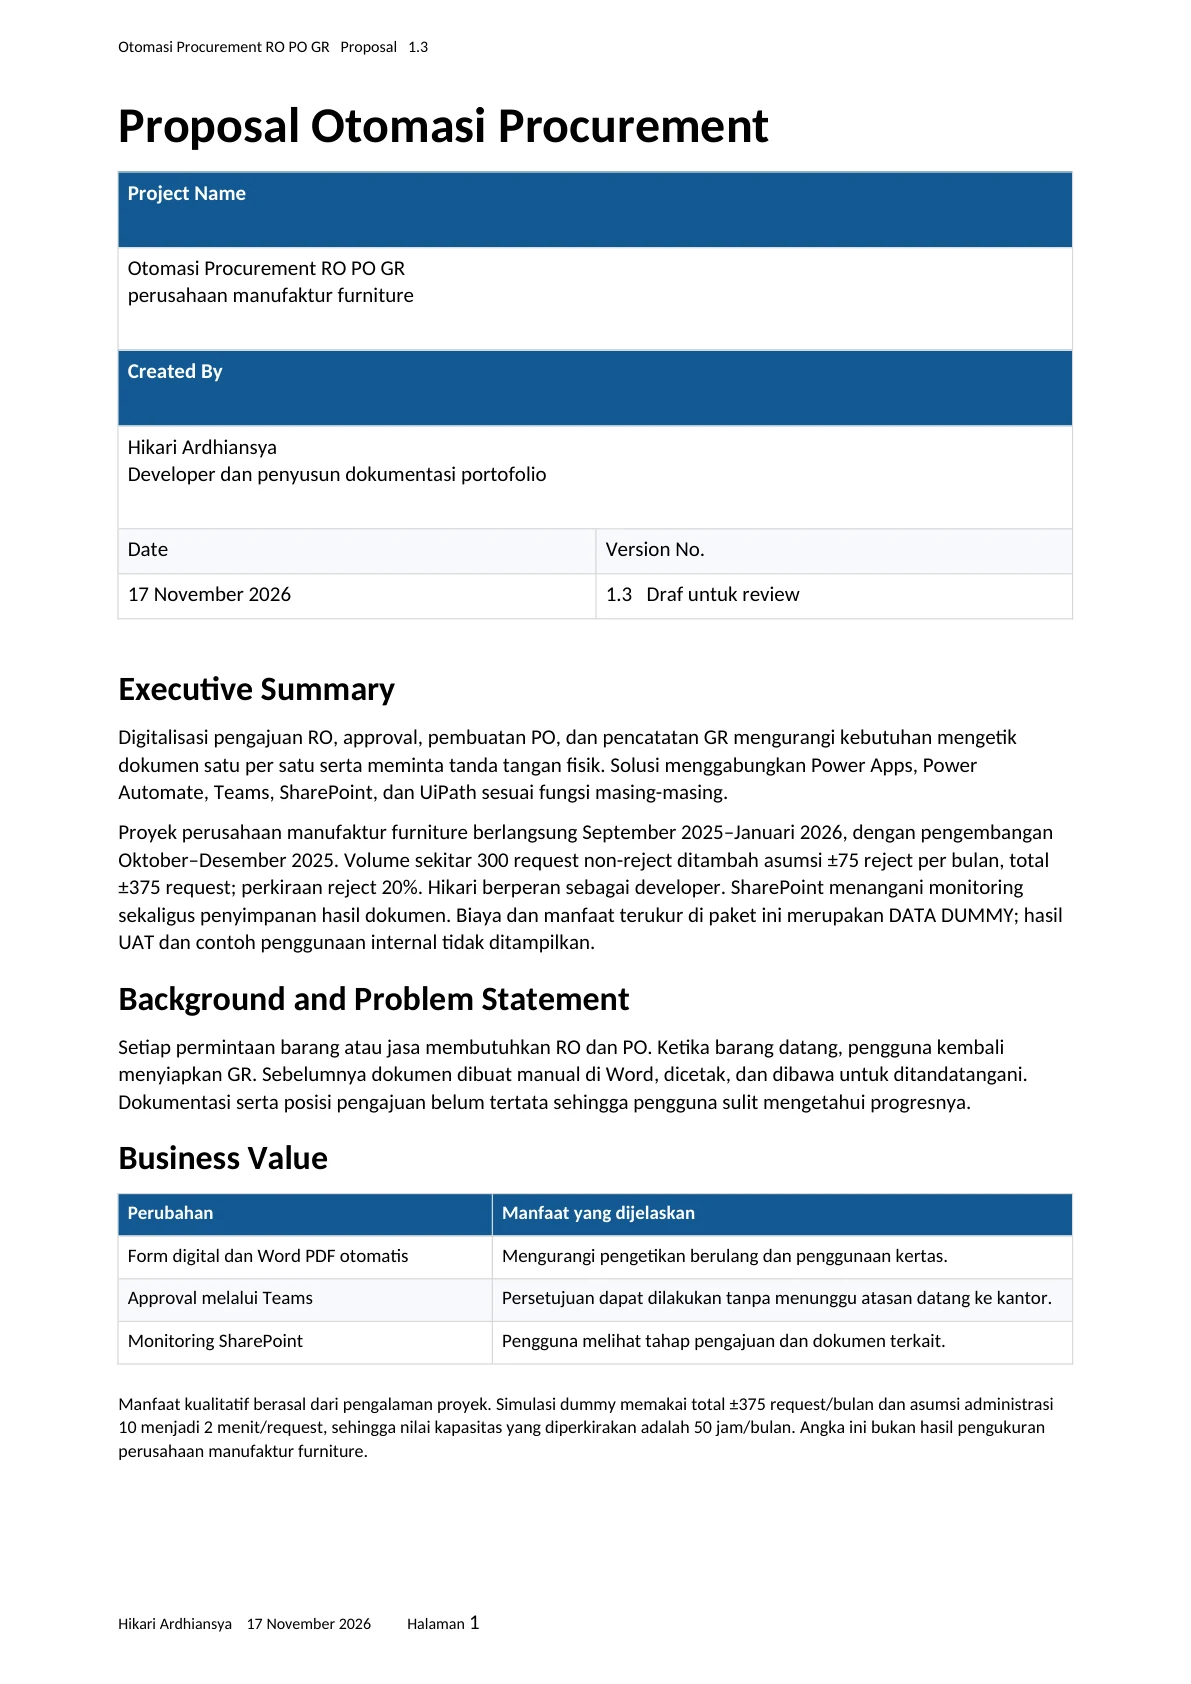 Otomasi Procurement RO PO GR Proposal 1.3
Proposal Otomasi Procurement
Project Name
Otomasi Procurement RO PO GR
perusahaan manufaktur furniture
Created By
Hikari Ardhiansya
Developer dan penyusun dokumentasi portofolio
Date Version No.
17 November 2026 1.3 Draf untuk review
Executive Summary
Digitalisasi pengajuan RO, approval, pembuatan PO, dan pencatatan GR mengurangi kebutuhan mengetik
dokumen satu per satu serta meminta tanda tangan fisik. Solusi menggabungkan Power Apps, Power
Automate, Teams, SharePoint, dan UiPath sesuai fungsi masing-masing.
Proyek perusahaan manufaktur furniture berlangsung September 2025–Januari 2026, dengan pengembangan
Oktober–Desember 2025. Volume sekitar 300 request non-reject ditambah asumsi ±75 reject per bulan, total
±375 request; perkiraan reject 20%. Hikari berperan sebagai developer. SharePoint menangani monitoring
sekaligus penyimpanan hasil dokumen. Biaya dan manfaat terukur di paket ini merupakan DATA DUMMY; hasil
UAT dan contoh penggunaan internal tidak ditampilkan.
Background and Problem Statement
Setiap permintaan barang atau jasa membutuhkan RO dan PO. Ketika barang datang, pengguna kembali
menyiapkan GR. Sebelumnya dokumen dibuat manual di Word, dicetak, dan dibawa untuk ditandatangani.
Dokumentasi serta posisi pengajuan belum tertata sehingga pengguna sulit mengetahui progresnya.
Business Value
Perubahan Manfaat yang dijelaskan
Form digital dan Word PDF otomatis Mengurangi pengetikan berulang dan penggunaan kertas.
Approval melalui Teams Persetujuan dapat dilakukan tanpa menunggu atasan datang ke kantor.
Monitoring SharePoint Pengguna melihat tahap pengajuan dan dokumen terkait.
Manfaat kualitatif berasal dari pengalaman proyek. Simulasi dummy memakai total ±375 request/bulan dan asumsi administrasi
10 menjadi 2 menit/request, sehingga nilai kapasitas yang diperkirakan adalah 50 jam/bulan. Angka ini bukan hasil pengukuran
perusahaan manufaktur furniture.
Hikari Ardhiansya 17 November 2026 Halaman 1